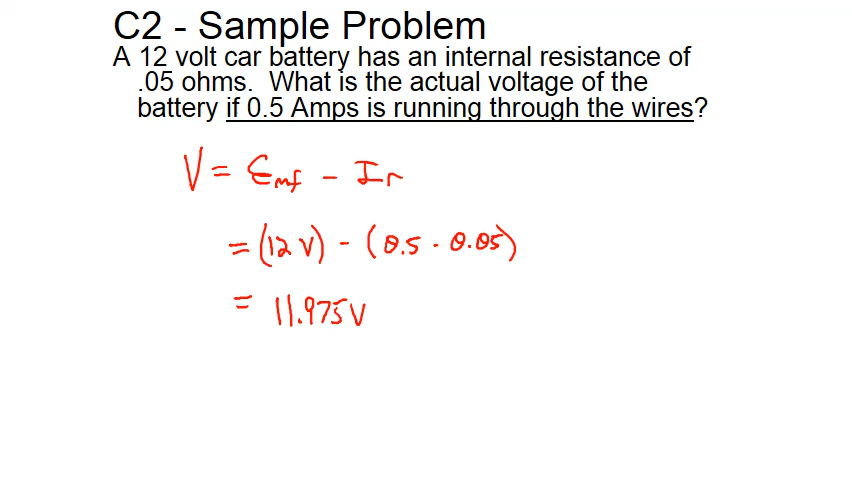 C2 - Sample Problem
A 12 volt car battery has an internal resistance of
.05 ohms. What is the actual voltage of the
battery if 0.5 Amps is running through the wires?
V = Emf - Ir
= (12 V) - (0.5 · 0.05)
= 11.975V